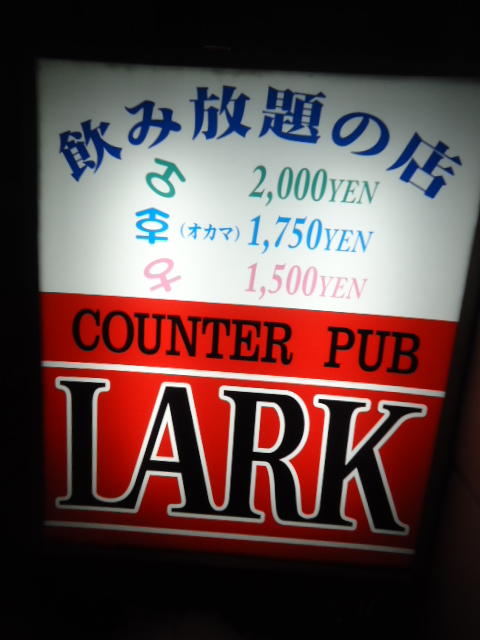 飲み放題の店
♂ 2,000YEN
(オカマ) 1,750YEN
♀ 1,500YEN
COUNTER PUB
LARK